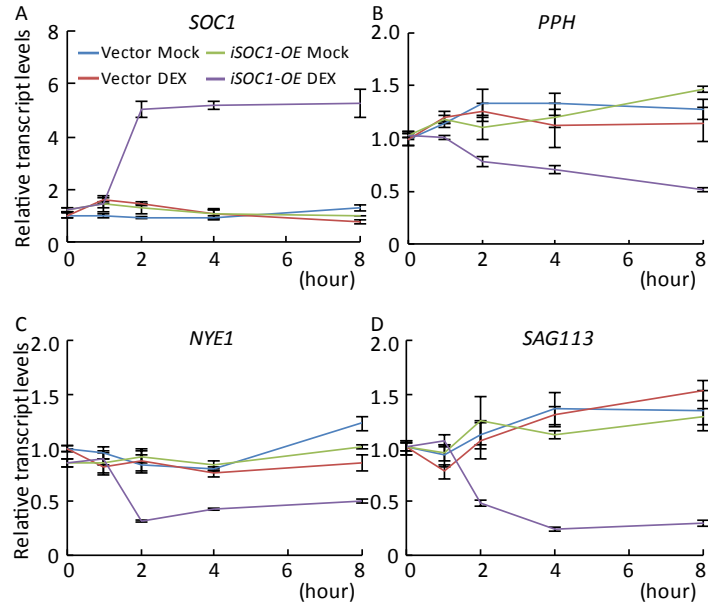 A
SOC1
Relative transcript levels
8
6
4
2
0
Vector Mock
iSOC1-OE Mock
Vector DEX
iSOC1-OE DEX
0 2 4 6 8
(hour)
B
PPH
2.0
1.5
1.0
0.5
0
0 2 4 6 8
(hour)
C
NYE1
Relative transcript levels
2.0
1.5
1.0
0.5
0
0 2 4 6 8
(hour)
D
SAG113
2.0
1.5
1.0
0.5
0
0 2 4 6 8
(hour)